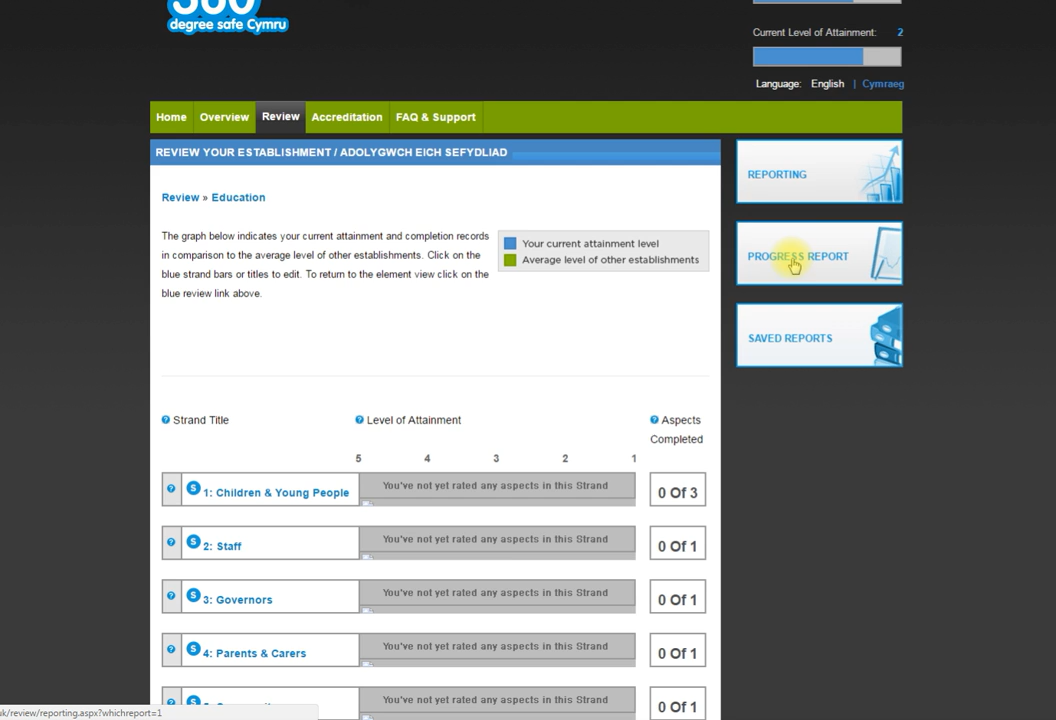 degree safe Cymru
Current Level of Attainment: 2
Language: English | Cymraeg
Home Overview Review Accreditation FAQ & Support
REVIEW YOUR ESTABLISHMENT / ADOLYGWCH EICH SEFYDLIAD
REPORTING
Review » Education
The graph below indicates your current attainment and completion records
in comparison to the average level of other establishments. Click on the
blue strand bars or titles to edit. To return to the element view click on the
blue review link above.
Your current attainment level
Average level of other establishments
PROGRESS REPORT
SAVED REPORTS
? Strand Title
? Level of Attainment
? Aspects
Completed
5 4 3 2 1
? S 1: Children & Young People
You've not yet rated any aspects in this Strand
0 Of 3
? S 2: Staff
You've not yet rated any aspects in this Strand
0 Of 1
? S 3: Governors
You've not yet rated any aspects in this Strand
0 Of 1
? S 4: Parents & Carers
You've not yet rated any aspects in this Strand
0 Of 1
You've not yet rated any aspects in this Strand
0 Of 1
uk/review/reporting.aspx?whichreport=1